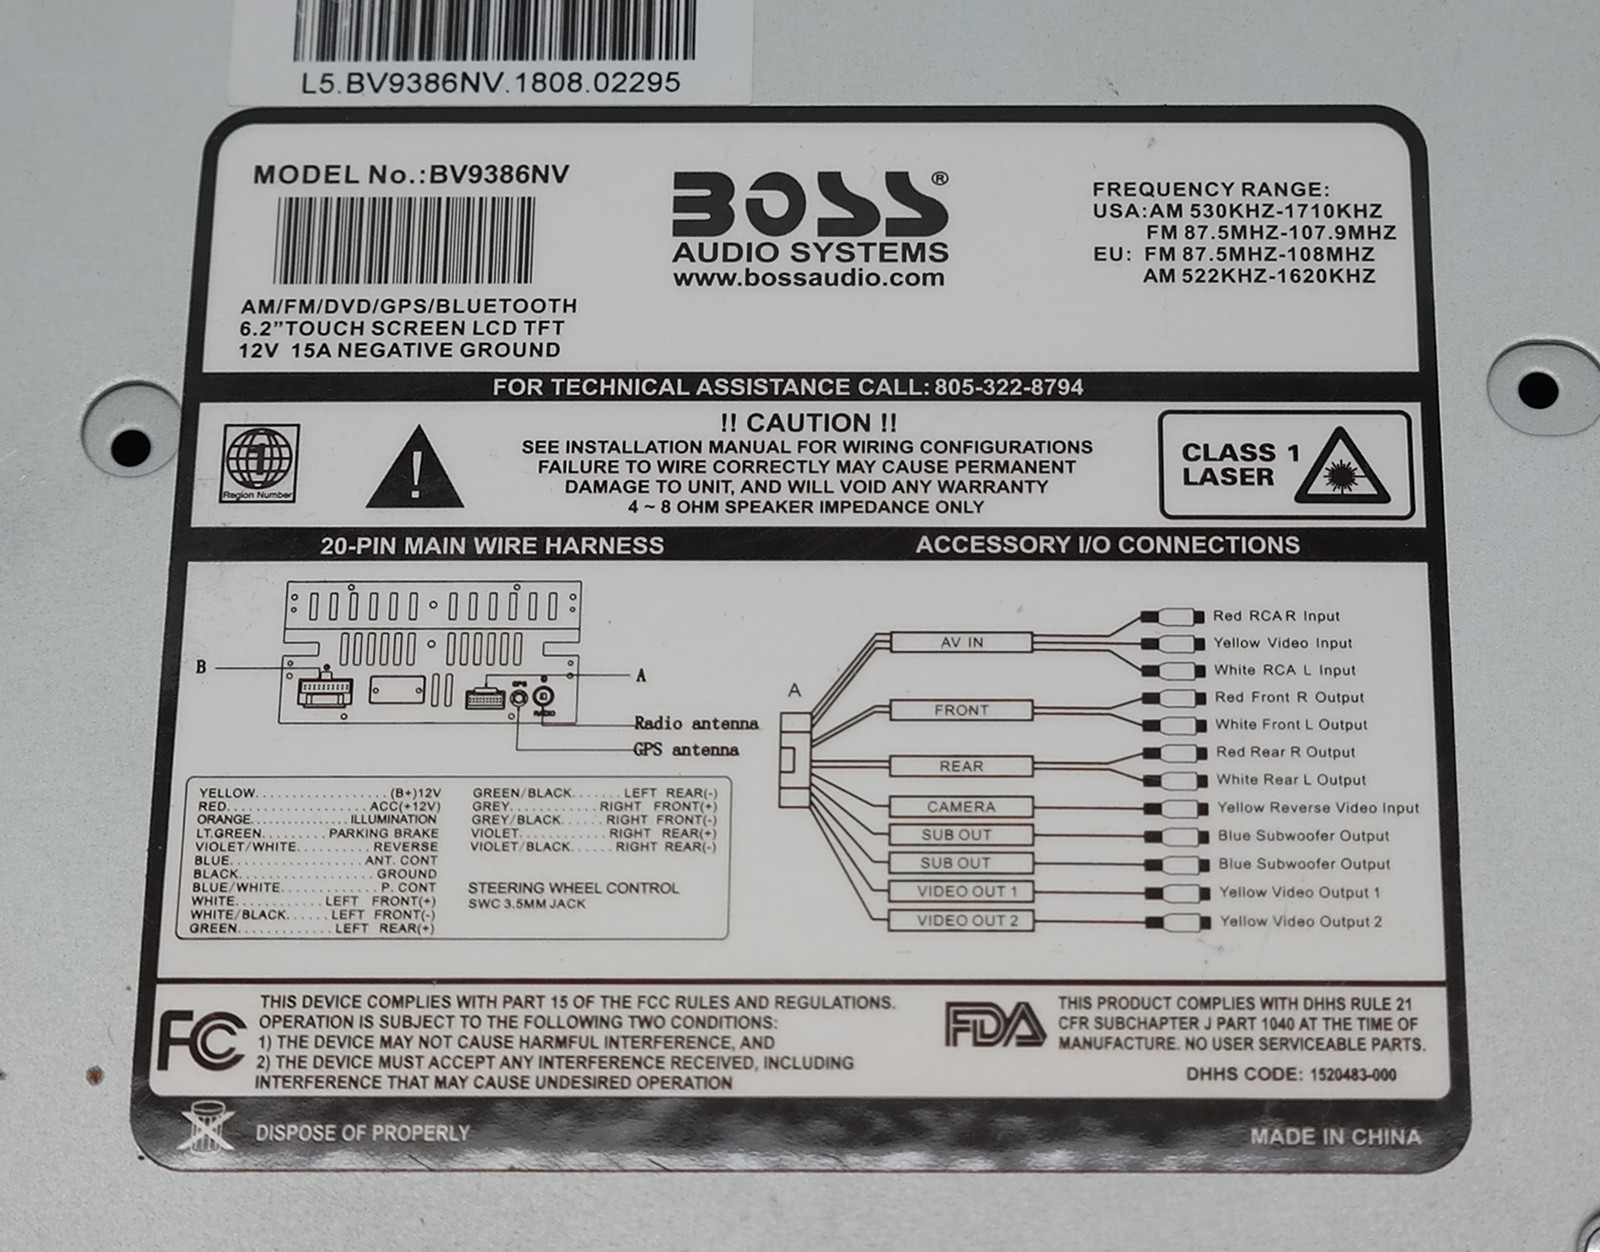 L5.BV9386NV.1808.02295
MODEL No.:BV9386NV
AM/FM/DVD/GPS/BLUETOOTH
6.2”TOUCH SCREEN LCD TFT
12V 15A NEGATIVE GROUND
BOSS®
AUDIO SYSTEMS
www.bossaudio.com
FREQUENCY RANGE:
USA:AM 530KHZ-1710KHZ
FM 87.5MHZ-107.9MHZ
EU: FM 87.5MHZ-108MHZ
AM 522KHZ-1620KHZ
FOR TECHNICAL ASSISTANCE CALL: 805-322-8794
1
Region Number
!
!! CAUTION !!
SEE INSTALLATION MANUAL FOR WIRING CONFIGURATIONS
FAILURE TO WIRE CORRECTLY MAY CAUSE PERMANENT
DAMAGE TO UNIT, AND WILL VOID ANY WARRANTY
4 ~ 8 OHM SPEAKER IMPEDANCE ONLY
CLASS 1
LASER
20-PIN MAIN WIRE HARNESS
B
A
GPS
RADIO
Radio antenna
GPS antenna
YELLOW..................(B+)12V
RED...................ACC(+12V)
ORANGE.............ILLUMINATION
LT.GREEN........PARKING BRAKE
VIOLET/WHITE..........REVERSE
BLUE.................ANT. CONT
BLACK..................GROUND
BLUE/WHITE............P. CONT
WHITE...........LEFT FRONT(+)
WHITE/BLACK......LEFT FRONT(-)
GREEN.............LEFT REAR(+)
GREEN/BLACK.......LEFT REAR(-)
GREY...........RIGHT FRONT(+)
GREY/BLACK.....RIGHT FRONT(-)
VIOLET..........RIGHT REAR(+)
VIOLET/BLACK.....RIGHT REAR(-)
STEERING WHEEL CONTROL
SWC 3.5MM JACK
ACCESSORY I/O CONNECTIONS
A
AV IN
Red RCA R Input
Yellow Video Input
White RCA L Input
FRONT
Red Front R Output
White Front L Output
REAR
Red Rear R Output
White Rear L Output
CAMERA
Yellow Reverse Video Input
SUB OUT
Blue Subwoofer Output
SUB OUT
Blue Subwoofer Output
VIDEO OUT 1
Yellow Video Output 1
VIDEO OUT 2
Yellow Video Output 2
FC
THIS DEVICE COMPLIES WITH PART 15 OF THE FCC RULES AND REGULATIONS.
OPERATION IS SUBJECT TO THE FOLLOWING TWO CONDITIONS:
1) THE DEVICE MAY NOT CAUSE HARMFUL INTERFERENCE, AND
2) THE DEVICE MUST ACCEPT ANY INTERFERENCE RECEIVED, INCLUDING
INTERFERENCE THAT MAY CAUSE UNDESIRED OPERATION
FDA
THIS PRODUCT COMPLIES WITH DHHS RULE 21
CFR SUBCHAPTER J PART 1040 AT THE TIME OF
MANUFACTURE. NO USER SERVICEABLE PARTS.
DHHS CODE: 1520483-000
DISPOSE OF PROPERLY
MADE IN CHINA